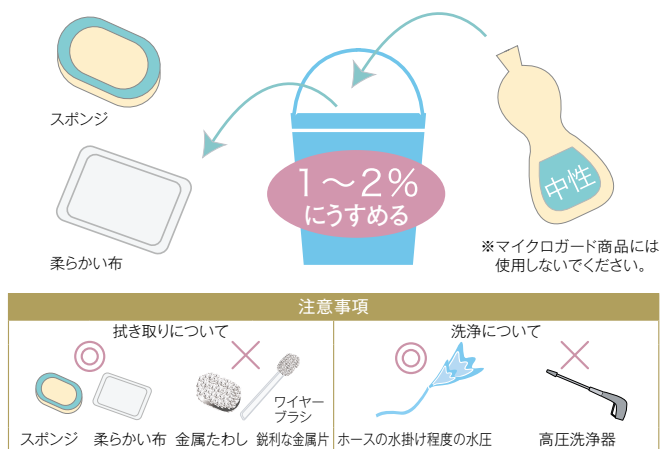 スポンジ
柔らかい布
1～2%
にうすめる
中性
※マイクロガード商品には
使用しないでください。
注意事項
拭き取りについて
スポンジ
柔らかい布
金属たわし
ワイヤー
ブラシ
鋭利な金属片
洗浄について
ホースの水掛け程度の水圧
高圧洗浄器